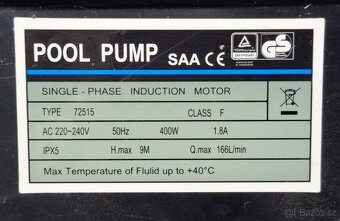 POOL PUMP SAA CE
SINGLE - PHASE INDUCTION MOTOR
TYPE 72515 CLASS F
AC 220~240V 50Hz 400W 1.8A
IPX5 H.max 9M Q.max 166L/min
Max Temperature of Flulid up to +40°C